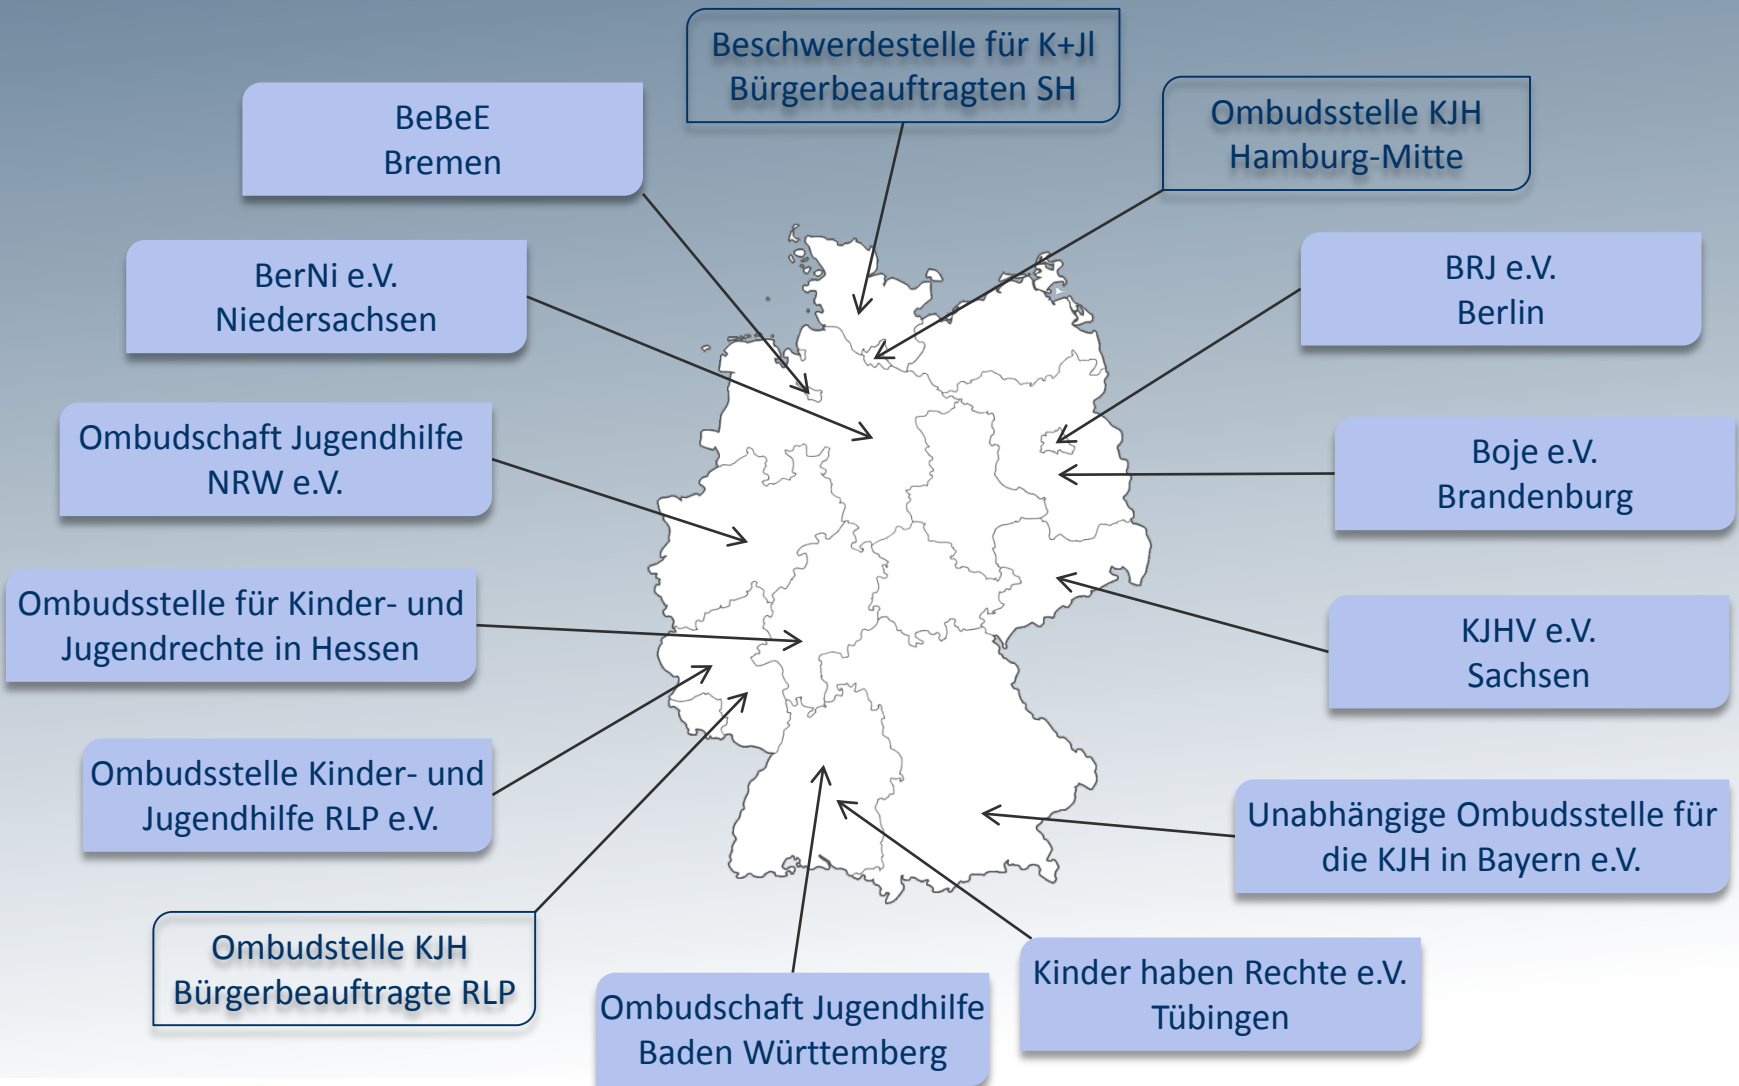 Beschwerdestelle für K+Jl
Bürgerbeauftragten SH
BeBeE
Bremen
Ombudsstelle KJH
Hamburg-Mitte
BerNi e.V.
Niedersachsen
BRJ e.V.
Berlin
Ombudschaft Jugendhilfe
NRW e.V.
Boje e.V.
Brandenburg
Ombudsstelle für Kinder- und
Jugendrechte in Hessen
KJHV e.V.
Sachsen
Ombudsstelle Kinder- und
Jugendhilfe RLP e.V.
Unabhängige Ombudsstelle für
die KJH in Bayern e.V.
Ombudstelle KJH
Bürgerbeauftragte RLP
Kinder haben Rechte e.V.
Tübingen
Ombudschaft Jugendhilfe
Baden Württemberg